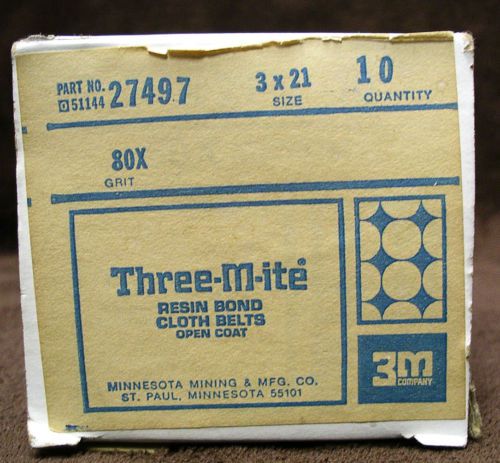 PART NO. 27497 3 x 21 10
51144 SIZE QUANTITY
80X
GRIT
Three-M-ite®
RESIN BOND
CLOTH BELTS
OPEN COAT
MINNESOTA MINING & MFG. CO.
ST. PAUL, MINNESOTA 55101
3M
COMPANY